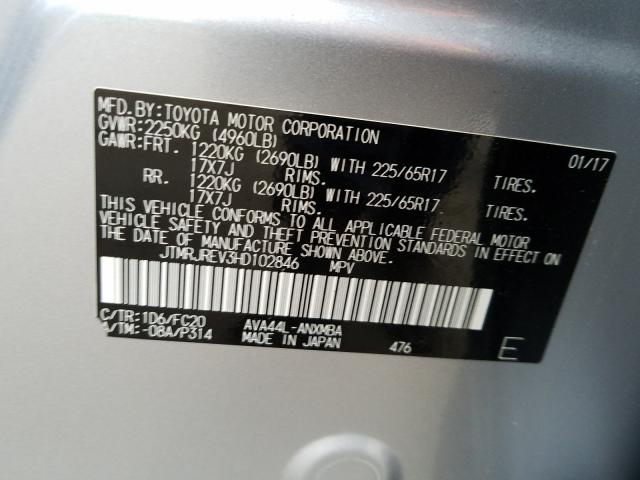 MFD. BY: TOYOTA MOTOR CORPORATION 01/17
GVWR: 2250KG (4960LB)
GAWR: FRT. 1220KG (2690LB) WITH 225/65R17 TIRES.
17X7J RIMS.
RR. 1220KG (2690LB) WITH 225/65R17 TIRES.
17X7J RIMS.
THIS VEHICLE CONFORMS TO ALL APPLICABLE FEDERAL MOTOR
VEHICLE SAFETY, THEFT PREVENTION STANDARDS IN EFFECT ON
THE DATE OF MANUFACTURE SHOWN ABOVE.
JTMRJREV3HD102846 MPV
C/TR: 1D6/FC20 AVA44L-ANXMBA
A/TM: -08A/P314 MADE IN JAPAN 476 E